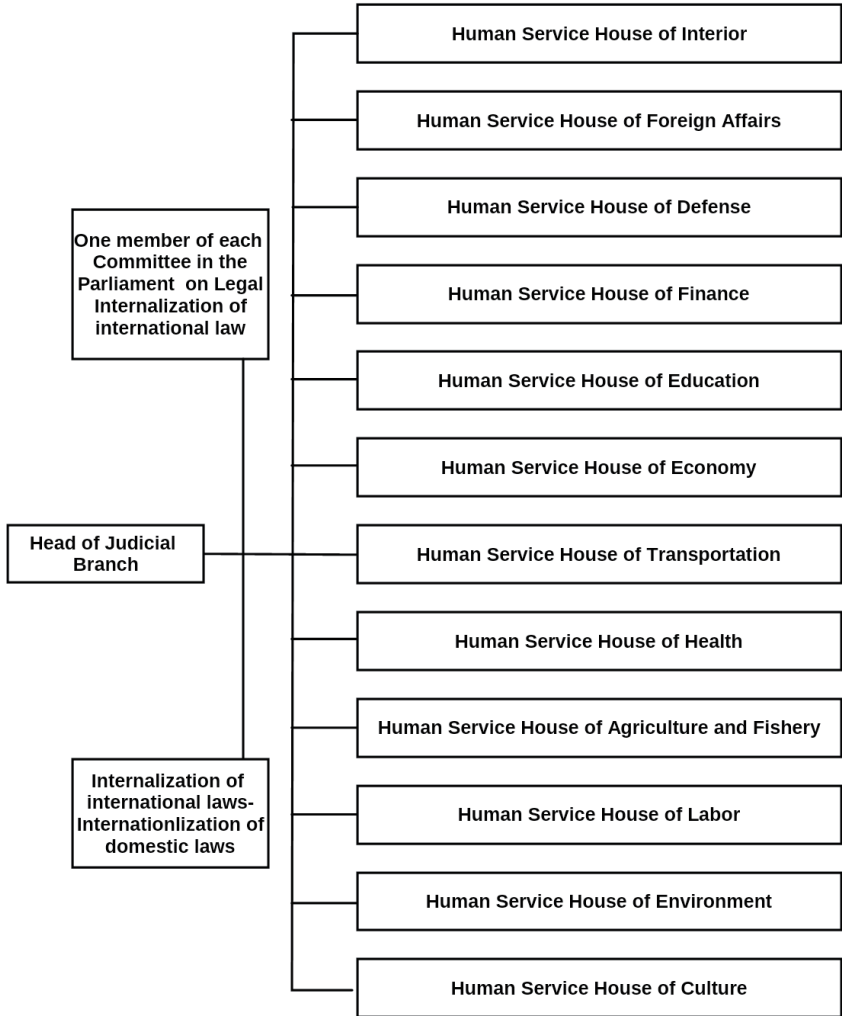 Human Service House of Interior
Human Service House of Foreign Affairs
Human Service House of Defense
One member of each
Committee in the
Parliament on Legal
Internalization of
international law
Human Service House of Finance
Human Service House of Education
Human Service House of Economy
Head of Judicial
Branch
Human Service House of Transportation
Human Service House of Health
Human Service House of Agriculture and Fishery
Internalization of
international laws-
Internationlization of
domestic laws
Human Service House of Labor
Human Service House of Environment
Human Service House of Culture